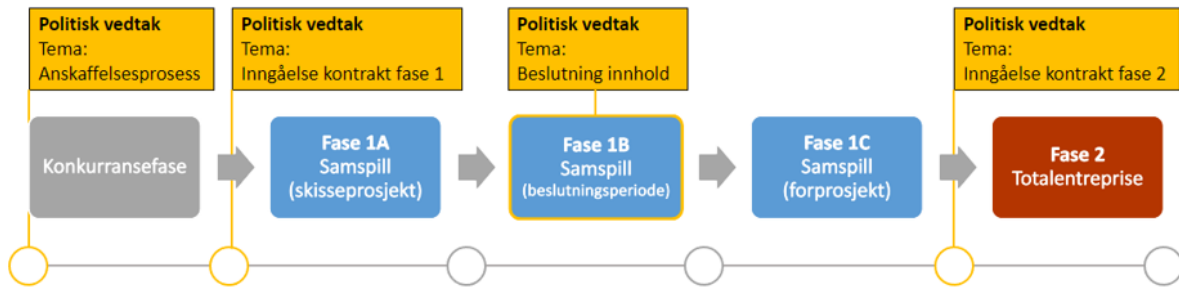 Politisk vedtak
Tema:
Anskaffelsesprosess
Politisk vedtak
Tema:
Inngåelse kontrakt fase 1
Politisk vedtak
Tema:
Beslutning innhold
Politisk vedtak
Tema:
Inngåelse kontrakt fase 2
Konkurransefase
Fase 1A
Samspill
(skisseprosjekt)
Fase 1B
Samspill
(beslutningsperiode)
Fase 1C
Samspill
(forprosjekt)
Fase 2
Totalentreprise